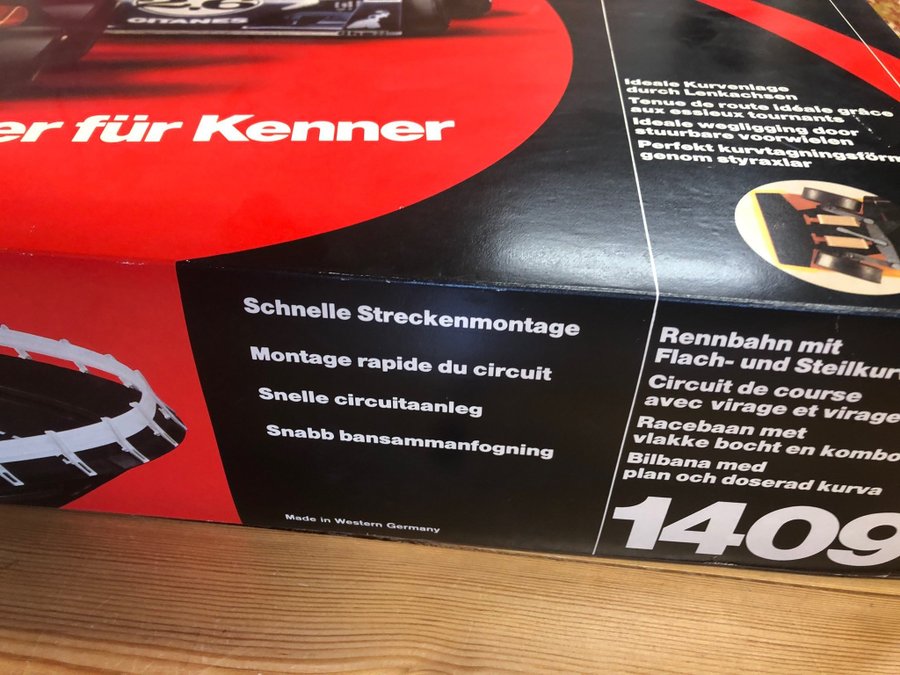 GITANES
er für Kenner
Ideale Kurvenlage
durch Lenkachsen
Tenue de route idéale grâce
aux essieux tournants
Ideale wegligging door
stuurbare voorwielen
Perfekt kurvtagningsförm
genom styraxlar
Schnelle Streckenmontage
Montage rapide du circuit
Snelle circuitaanleg
Snabb bansammanfogning
Made in Western Germany
Rennbahn mit
Flach- und Steilkur
Circuit de course
avec virage et virage
Racebaan met
vlakke bocht en kombo
Bilbana med
plan och doserad kurva
1409